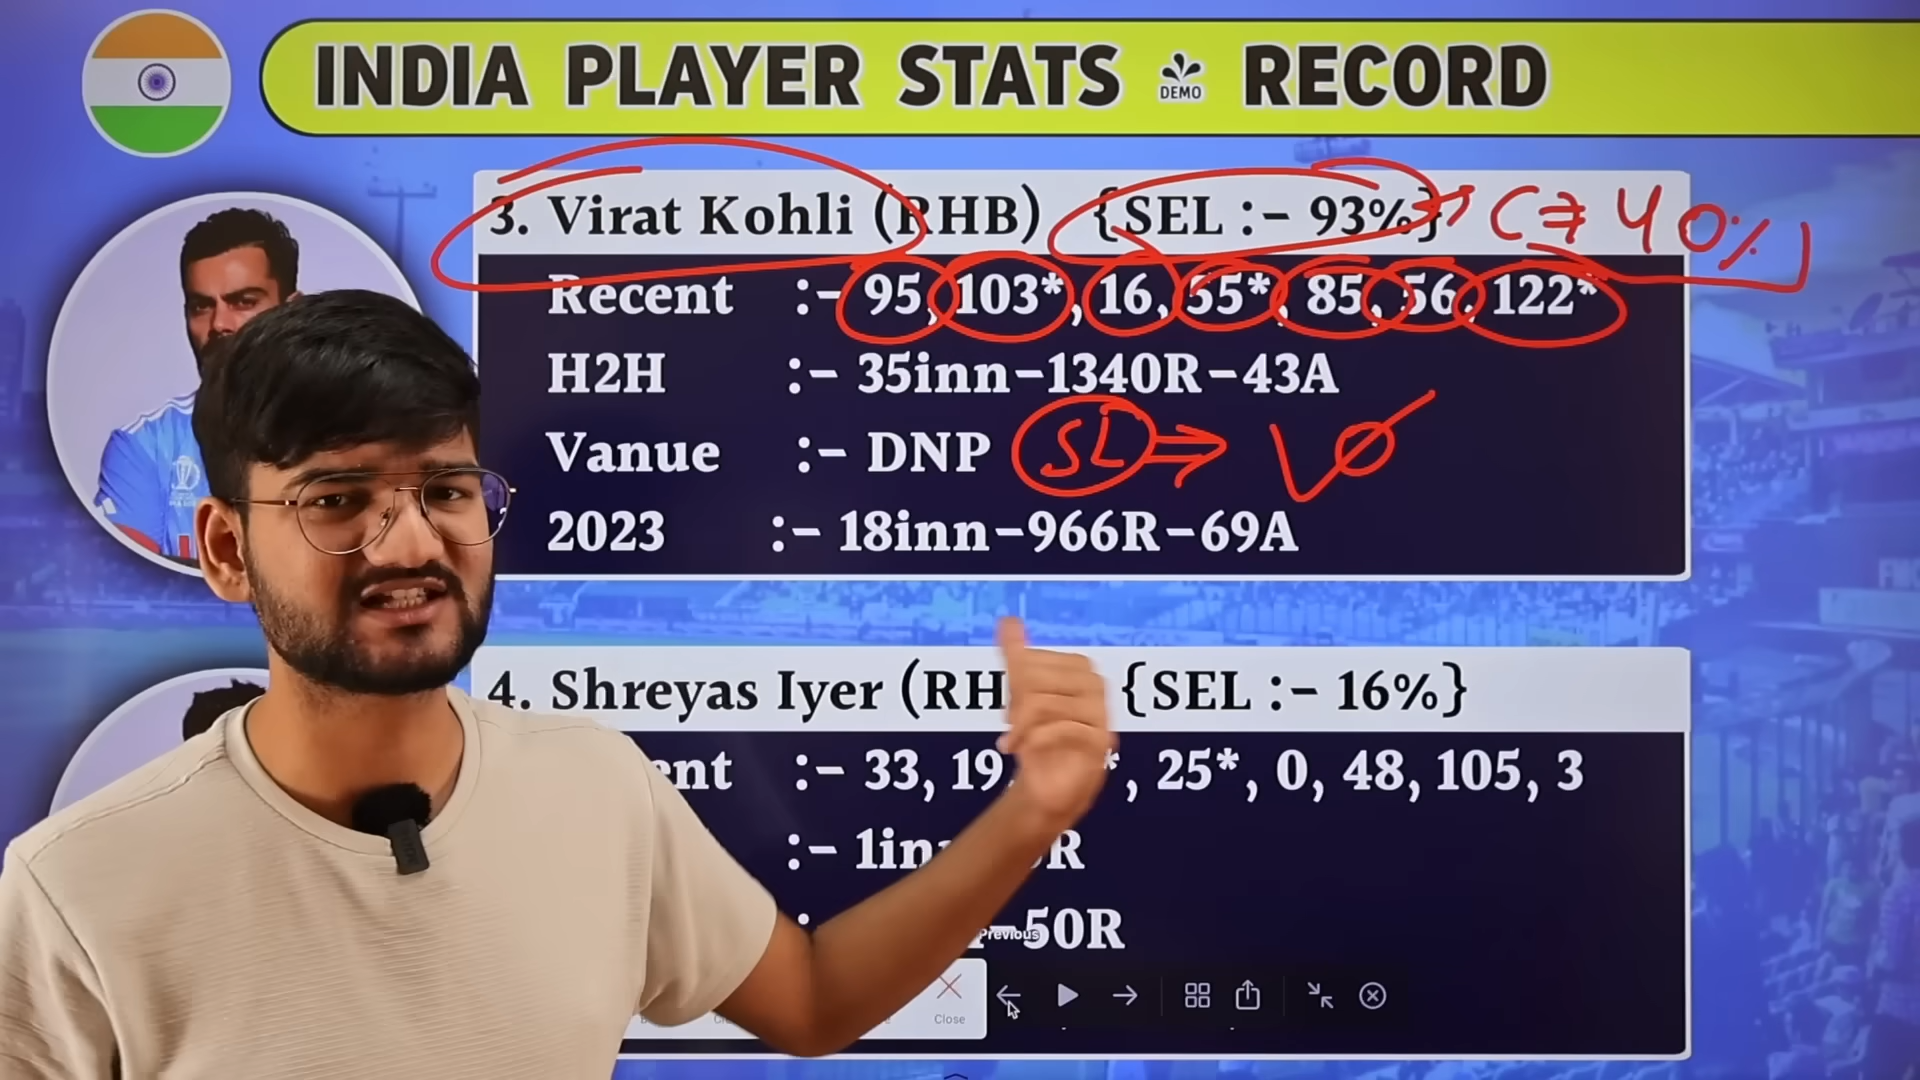 INDIA PLAYER STATS DEMO RECORD
3. Virat Kohli (RHB) {SEL :- 93%} C⇒ 40%
Recent :- 95, 103*, 16, 55*, 85, 56, 122*
H2H :- 35inn-1340R-43A
Vanue :- DNP SL ⇒
2023 :- 18inn-966R-69A
4. Shreyas Iyer (RH {SEL :- 16%}
:- 33, 19, *, 25*, 0, 48, 105, 3
:- R
-50R
Previous
Close